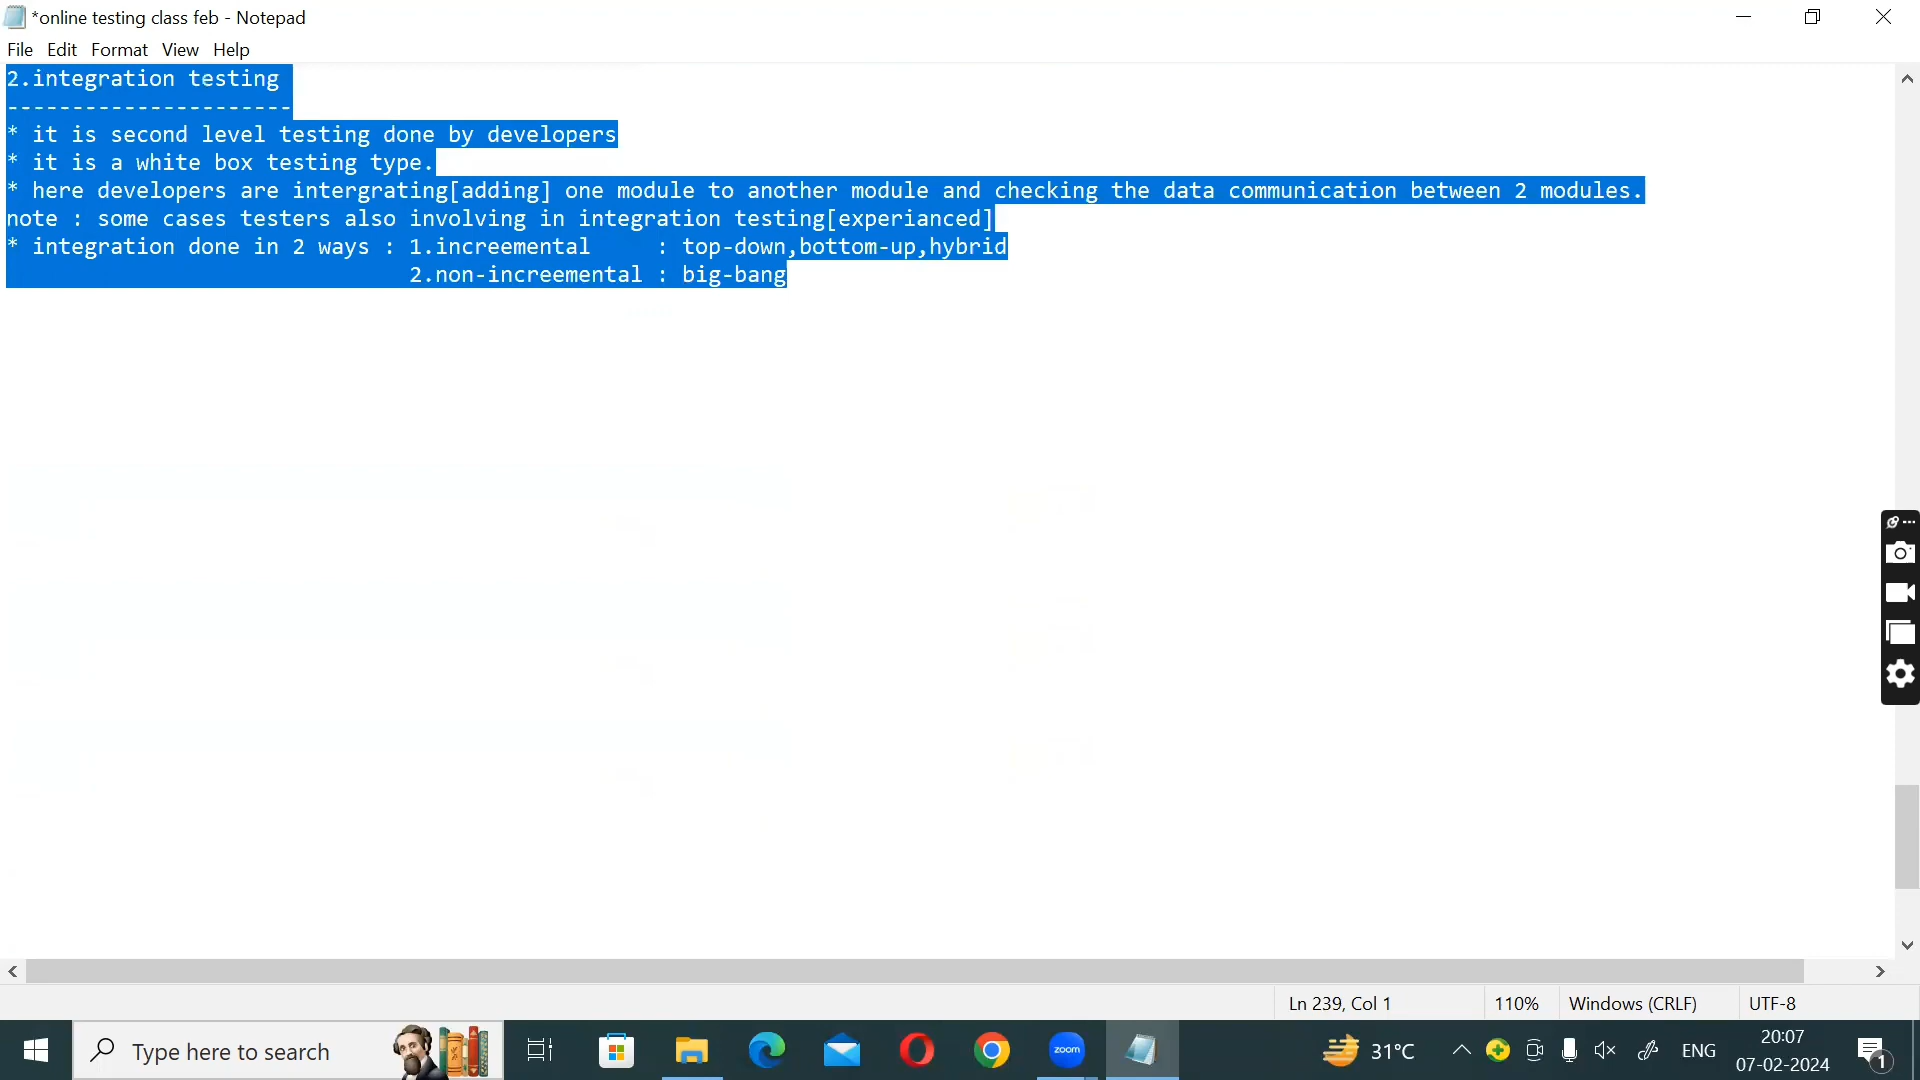 *online testing class feb - Notepad
File Edit Format View Help
2.integration testing
----------------------
* it is second level testing done by developers
* it is a white box testing type.
* here developers are intergrating[adding] one module to another module and checking the data communication between 2 modules.
note : some cases testers also involving in integration testing[experianced]
* integration done in 2 ways : 1.increemental     : top-down,bottom-up,hybrid
                               2.non-increemental : big-bang
Ln 239, Col 1 110% Windows (CRLF) UTF-8
Type here to search
zoom
31°C
ENG
20:07
07-02-2024
1